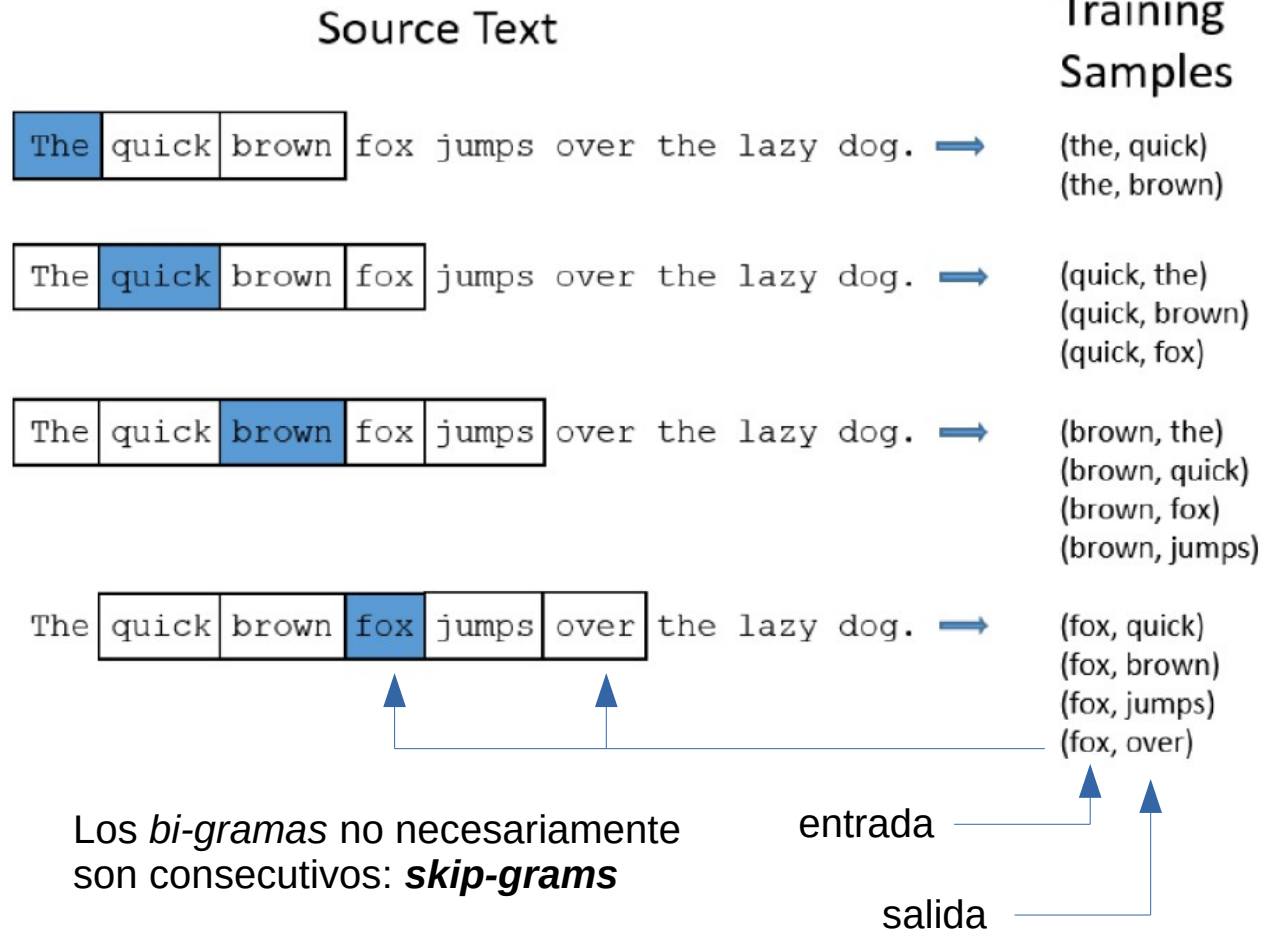 Source Text
Training
Samples
The quick brown fox jumps over the lazy dog.
(the, quick)
(the, brown)
The quick brown fox jumps over the lazy dog.
(quick, the)
(quick, brown)
(quick, fox)
The quick brown fox jumps over the lazy dog.
(brown, the)
(brown, quick)
(brown, fox)
(brown, jumps)
The quick brown fox jumps over the lazy dog.
(fox, quick)
(fox, brown)
(fox, jumps)
(fox, over)
Los bi-gramas no necesariamente
son consecutivos: skip-grams
entrada
salida